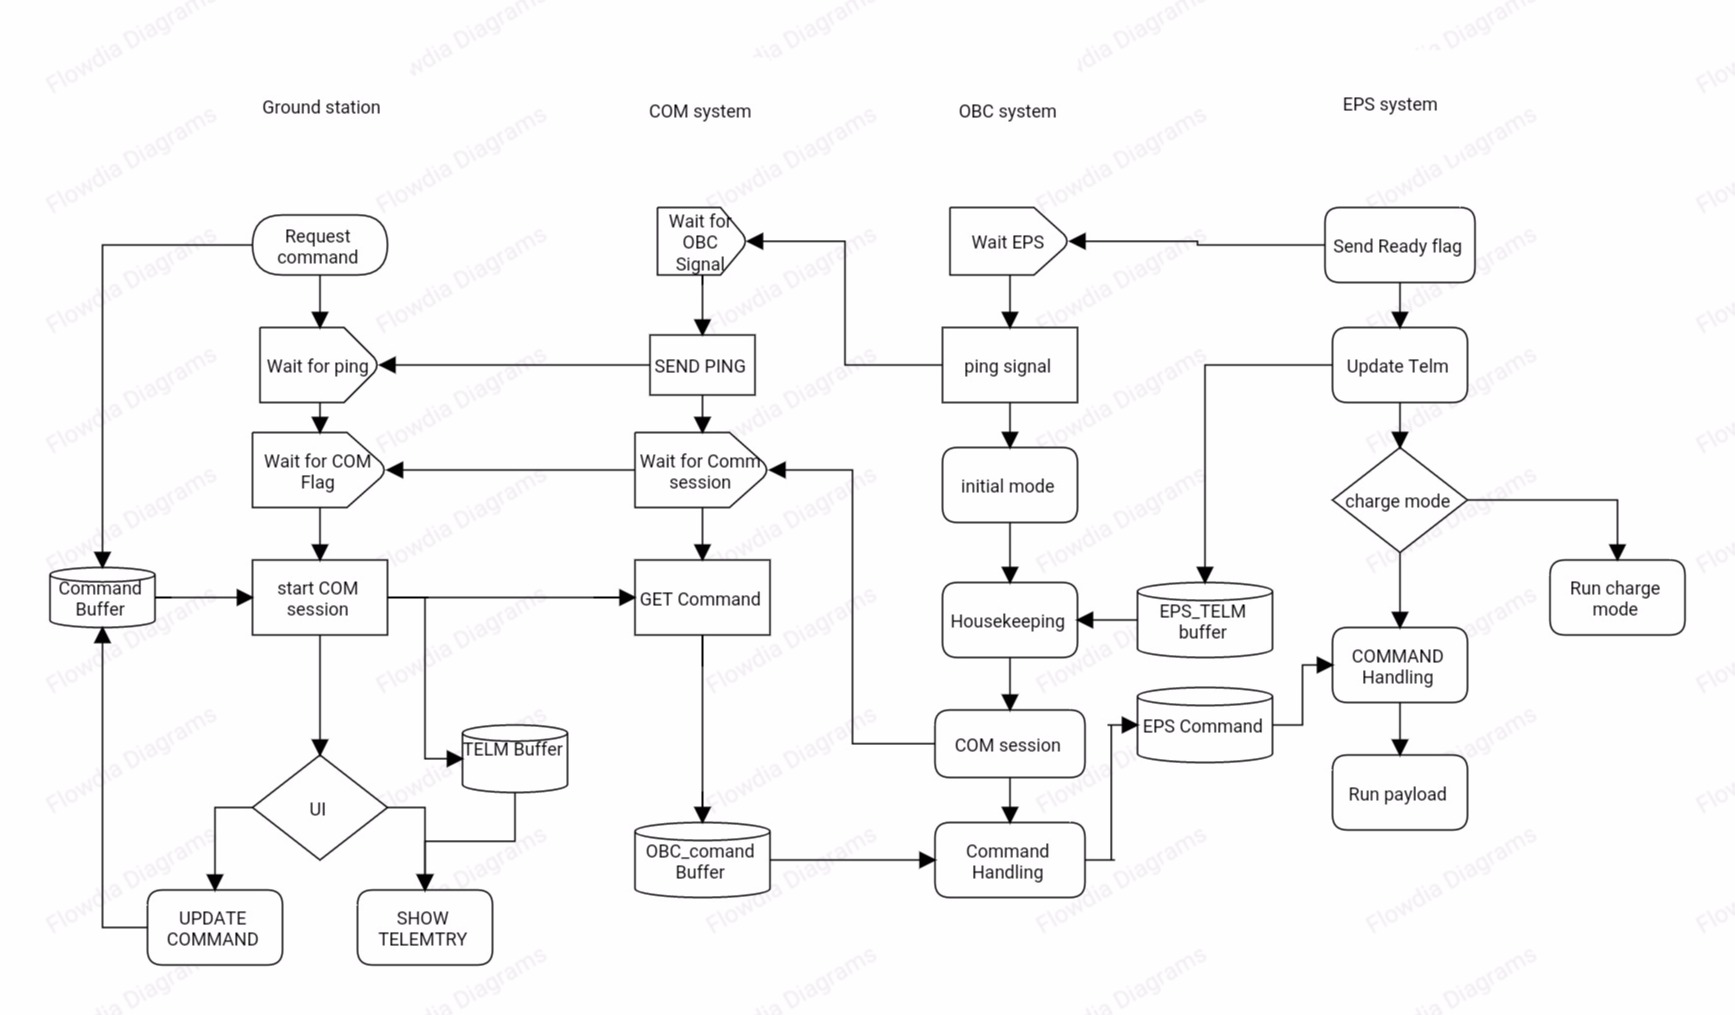 Ground station
COM system
OBC system
EPS system
Request
command
Wait for
OBC
Signal
Wait EPS
Send Ready flag
Wait for ping
SEND PING
ping signal
Update Telm
Wait for COM
Flag
Wait for Comm
session
initial mode
charge mode
Command
Buffer
start COM
session
GET Command
Housekeeping
EPS_TELM
buffer
Run charge
mode
COMMAND
Handling
TELM Buffer
COM session
EPS Command
UI
Run payload
OBC_comand
Buffer
Command
Handling
UPDATE
COMMAND
SHOW
TELEMTRY
Flowdia Diagrams